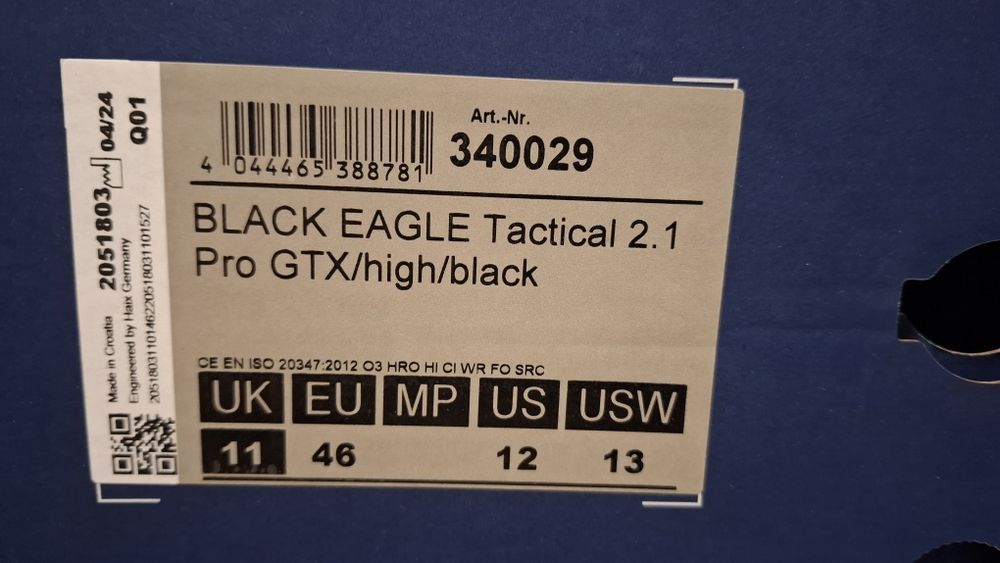 2051803 04/24
Q01
Made in Croatia
Engineered by Haix Germany
2051803110146220518031101527
4 044465 388781
Art.-Nr.
340029
BLACK EAGLE Tactical 2.1
Pro GTX/high/black
CE EN ISO 20347:2012 O3 HRO HI CI WR FO SRC
UK EU MP US USW
11 46 12 13